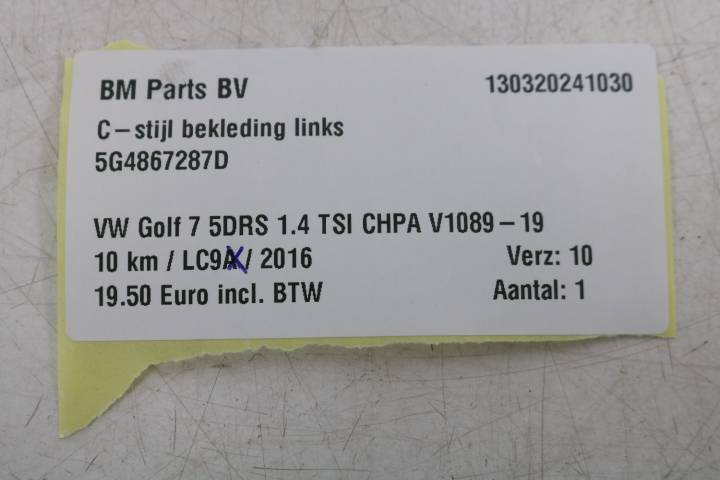 BM Parts BV 130320241030
C-stijl bekleding links
5G4867287D
VW Golf 7 5DRS 1.4 TSI CHPA V1089-19
10 km / LC9A / 2016 Verz: 10
19.50 Euro incl. BTW Aantal: 1